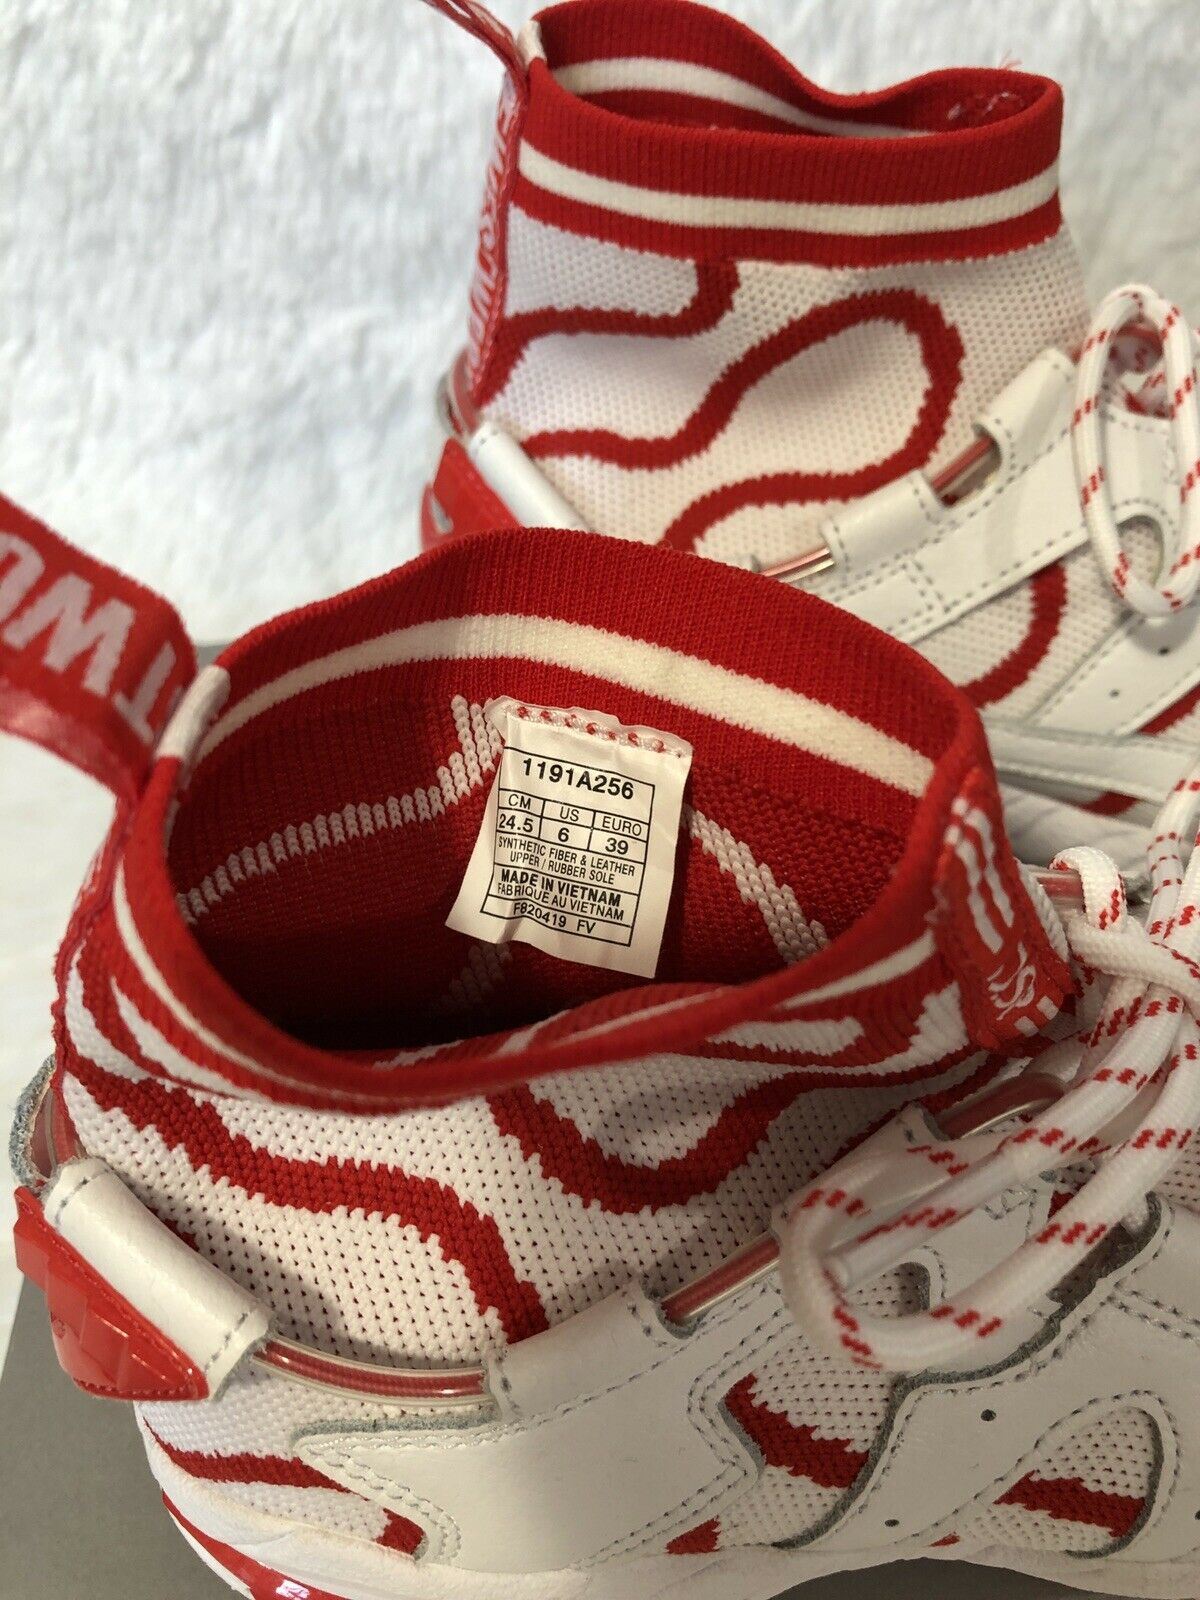 1191A256
CM US EURO
24.5 6 39
SYNTHETIC FIBER & LEATHER
UPPER / RUBBER SOLE
MADE IN VIETNAM
FABRIQUE AU VIETNAM
F820419 FV